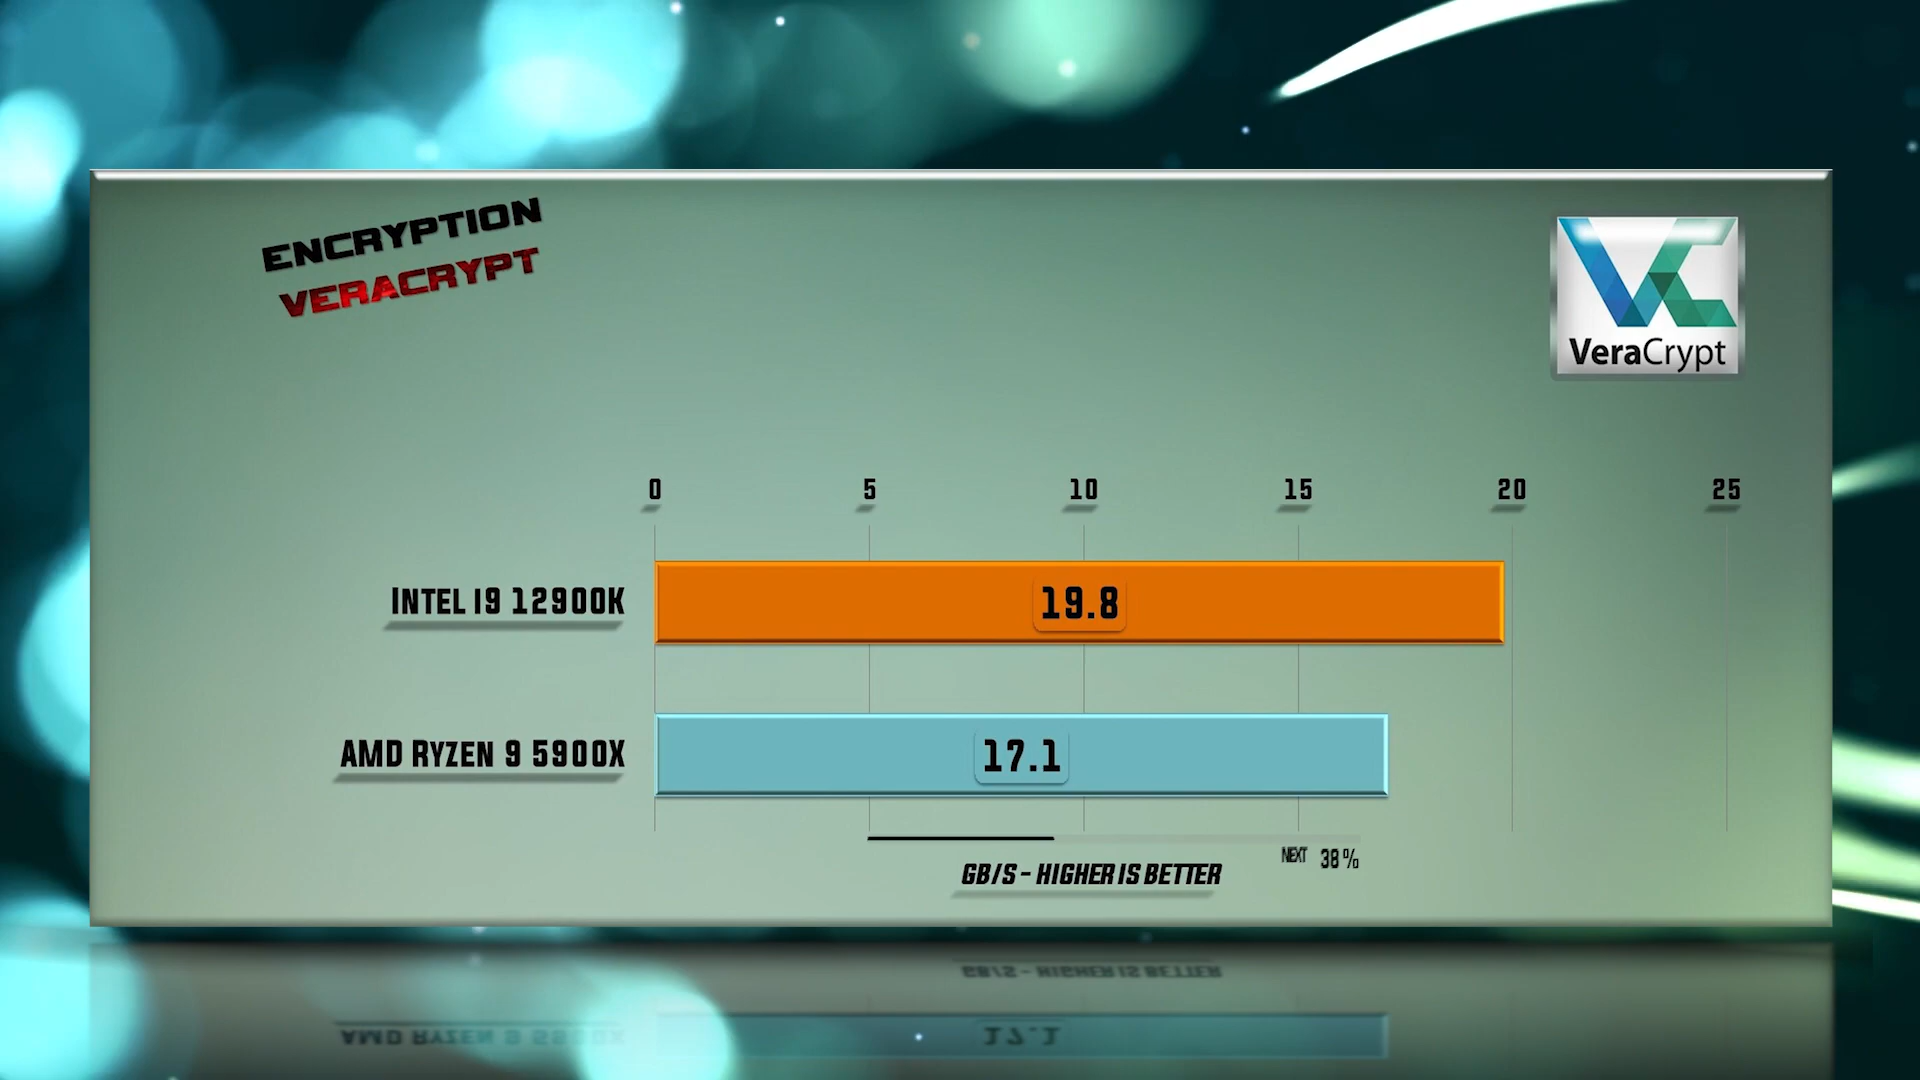 ENCRYPTION
VERACRYPT
VeraCrypt
0 5 10 15 20 25
INTEL I9 12900K 19.8
AMD RYZEN 9 5900X 17.1
NEXT 38%
GB/S - HIGHER IS BETTER